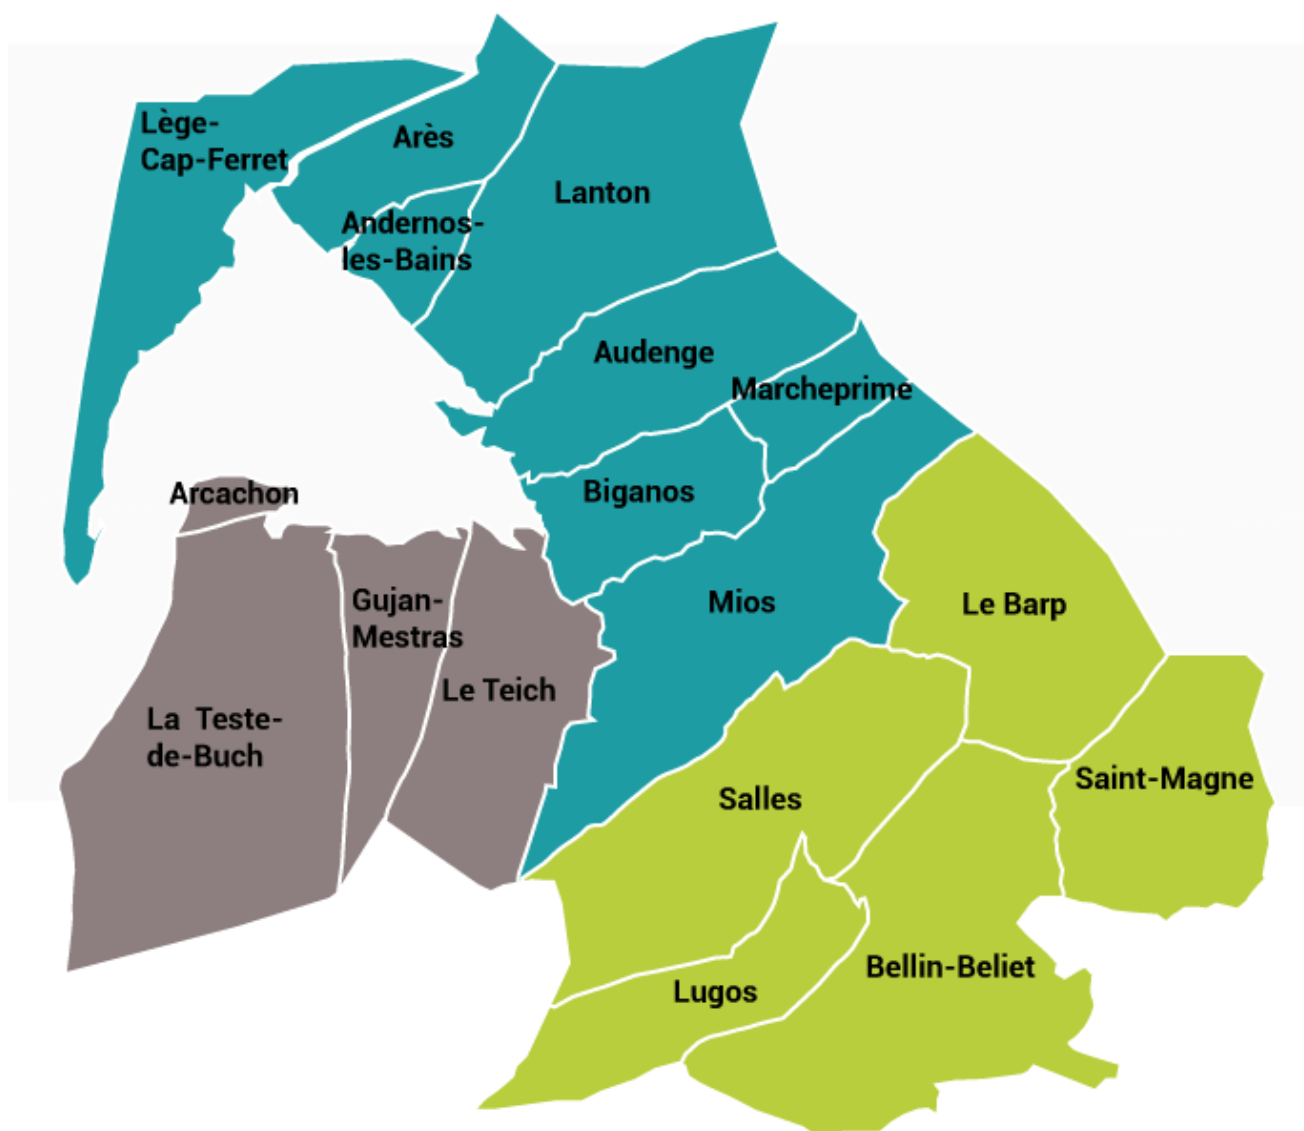 Lège-
Cap-Ferret
Arès
Lanton
Andernos-
les-Bains
Audenge
Marcheprime
Biganos
Arcachon
Gujan-
Mestras
Mios
Le Barp
Le Teich
La Teste-
de-Buch
Salles
Saint-Magne
Bellin-Beliet
Lugos